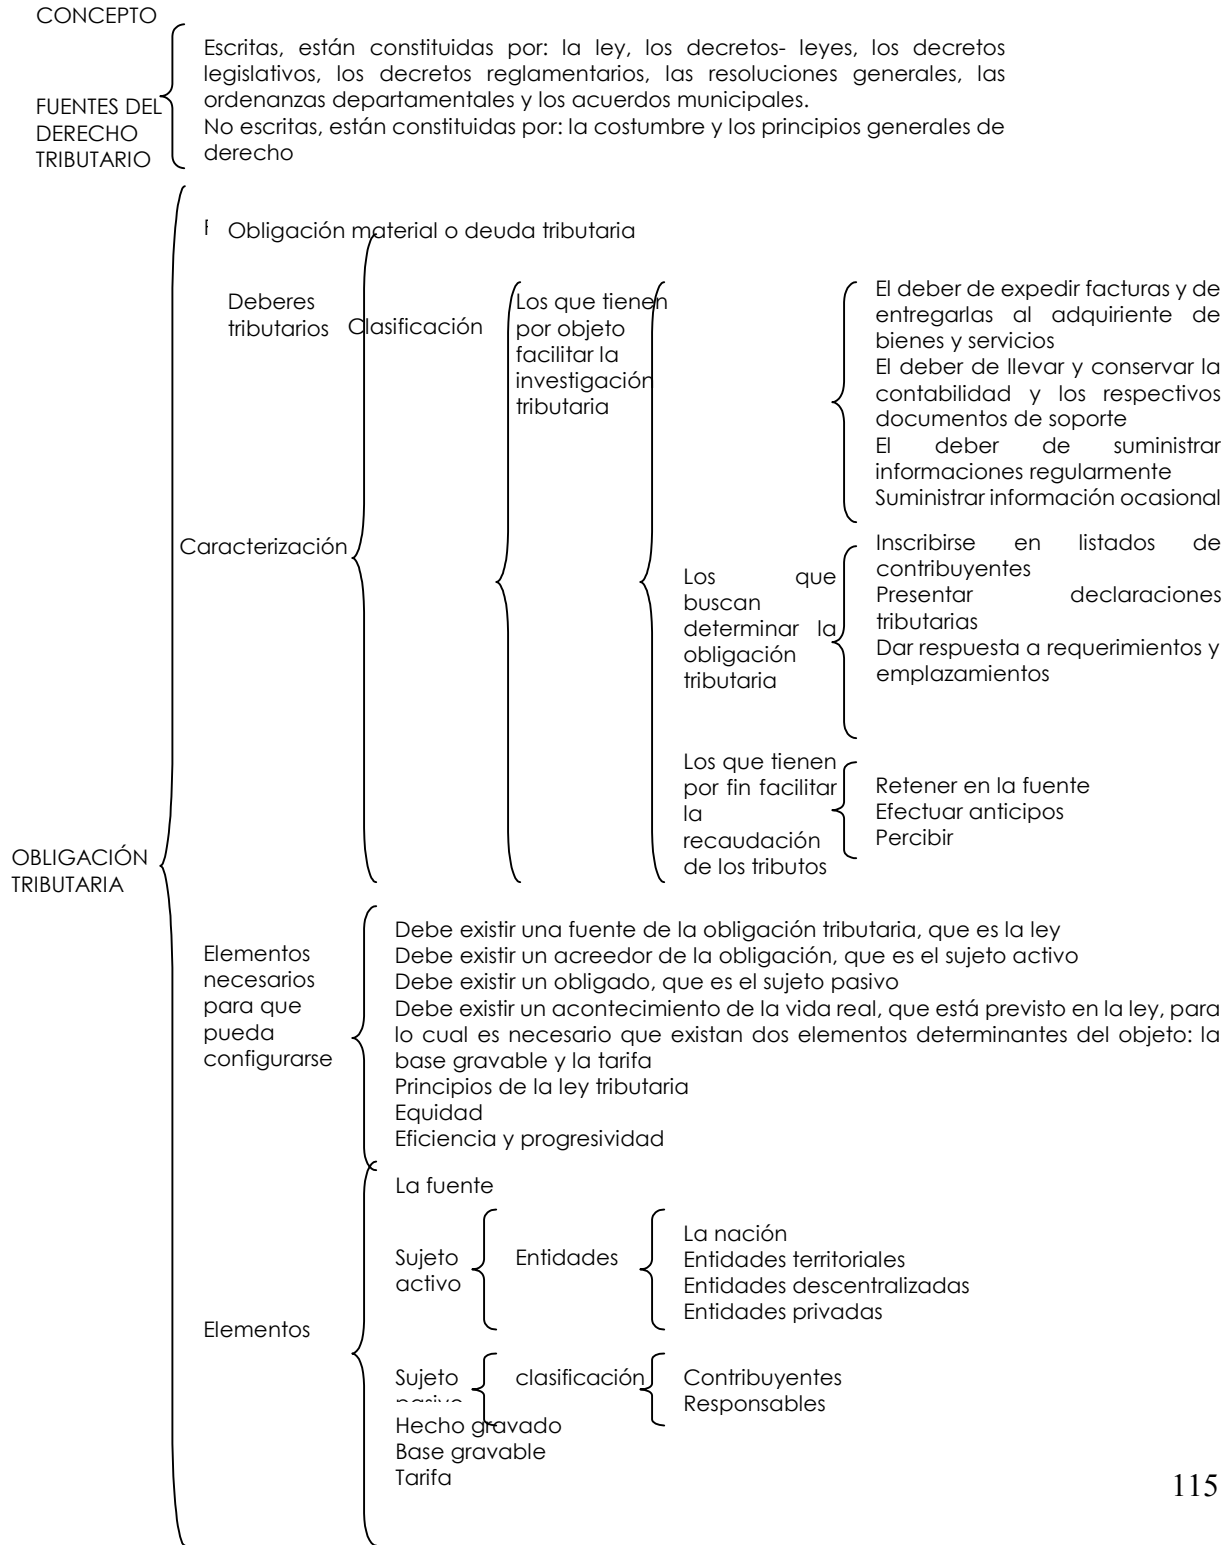 CONCEPTO
Escritas, están constituidas por: la ley, los decretos- leyes, los decretos
legislativos, los decretos reglamentarios, las resoluciones generales, las
ordenanzas departamentales y los acuerdos municipales.
No escritas, están constituidas por: la costumbre y los principios generales de
derecho
FUENTES DEL
DERECHO
TRIBUTARIO
Obligación material o deuda tributaria
Deberes
tributarios
Clasificación
Los que tienen
por objeto
facilitar la
investigación
tributaria
El deber de expedir facturas y de
entregarlas al adquiriente de
bienes y servicios
El deber de llevar y conservar la
contabilidad y los respectivos
documentos de soporte
El deber de suministrar
informaciones regularmente
Suministrar información ocasional
Caracterización
Los que
buscan
determinar la
obligación
tributaria
Inscribirse en listados de
contribuyentes
Presentar declaraciones
tributarias
Dar respuesta a requerimientos y
emplazamientos
Los que tienen
por fin facilitar
la
recaudación
de los tributos
Retener en la fuente
Efectuar anticipos
Percibir
OBLIGACIÓN
TRIBUTARIA
Elementos
necesarios
para que
pueda
configurarse
Debe existir una fuente de la obligación tributaria, que es la ley
Debe existir un acreedor de la obligación, que es el sujeto activo
Debe existir un obligado, que es el sujeto pasivo
Debe existir un acontecimiento de la vida real, que está previsto en la ley, para
lo cual es necesario que existan dos elementos determinantes del objeto: la
base gravable y la tarifa
Principios de la ley tributaria
Equidad
Eficiencia y progresividad
Elementos
La fuente
Sujeto
activo
Entidades
La nación
Entidades territoriales
Entidades descentralizadas
Entidades privadas
Sujeto
pasivo
clasificación
Contribuyentes
Responsables
Hecho gravado
Base gravable
Tarifa
115